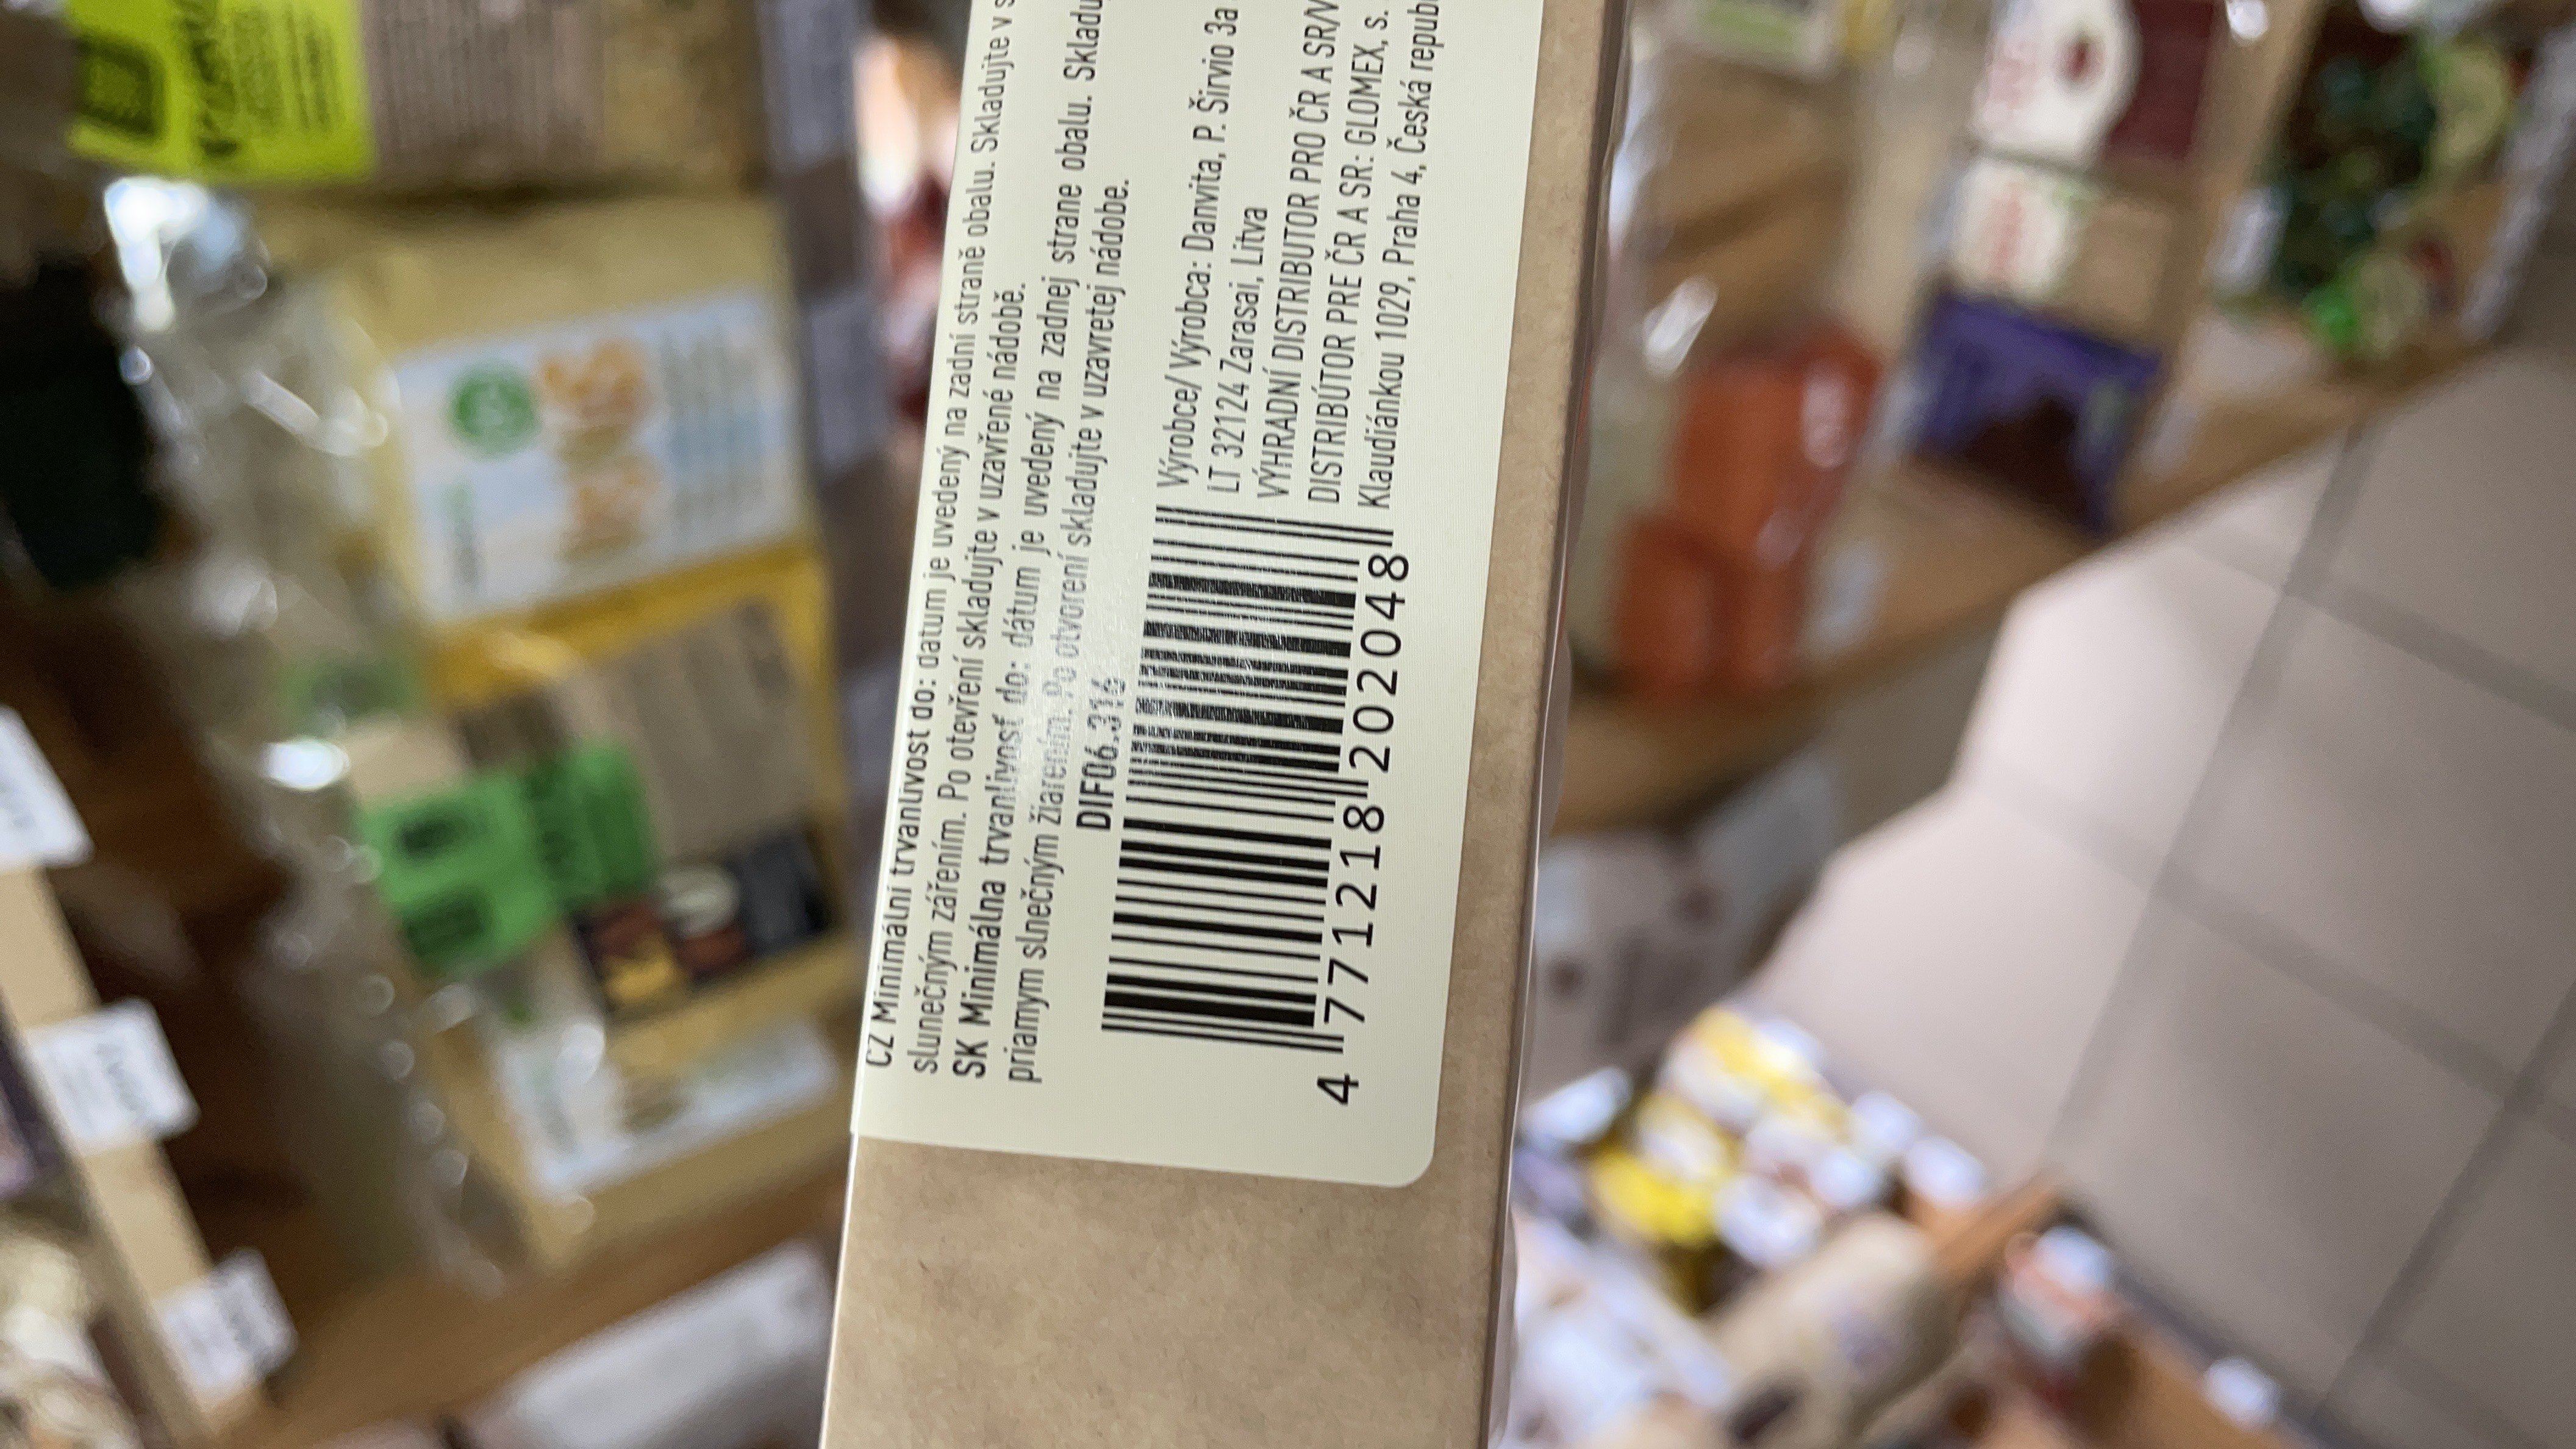 CZ Minimální trvanlivost do: datum je uvedený na zadní straně obalu. Skladujte v s
slunečným zářením. Po otevření skladujte v uzavřené nádobě.
SK Minimálna trvanlivosť do: dátum je uvedený na zadnej strane obalu. Skladu
priamym slnečným žiarením. Po otvorení skladujte v uzavretej nádobe.
DIF06.316
Výrobce/ Výrobca: Danvita, P. Širvio 3a
LT 32124 Zarasai, Litva
VÝHRADNÍ DISTRIBUTOR PRO ČR A SR/V
DISTRIBÚTOR PRE ČR A SR: GLOMEX, s.
Klaudiánkou 1029, Praha 4, Česká repub
4 771218 202048